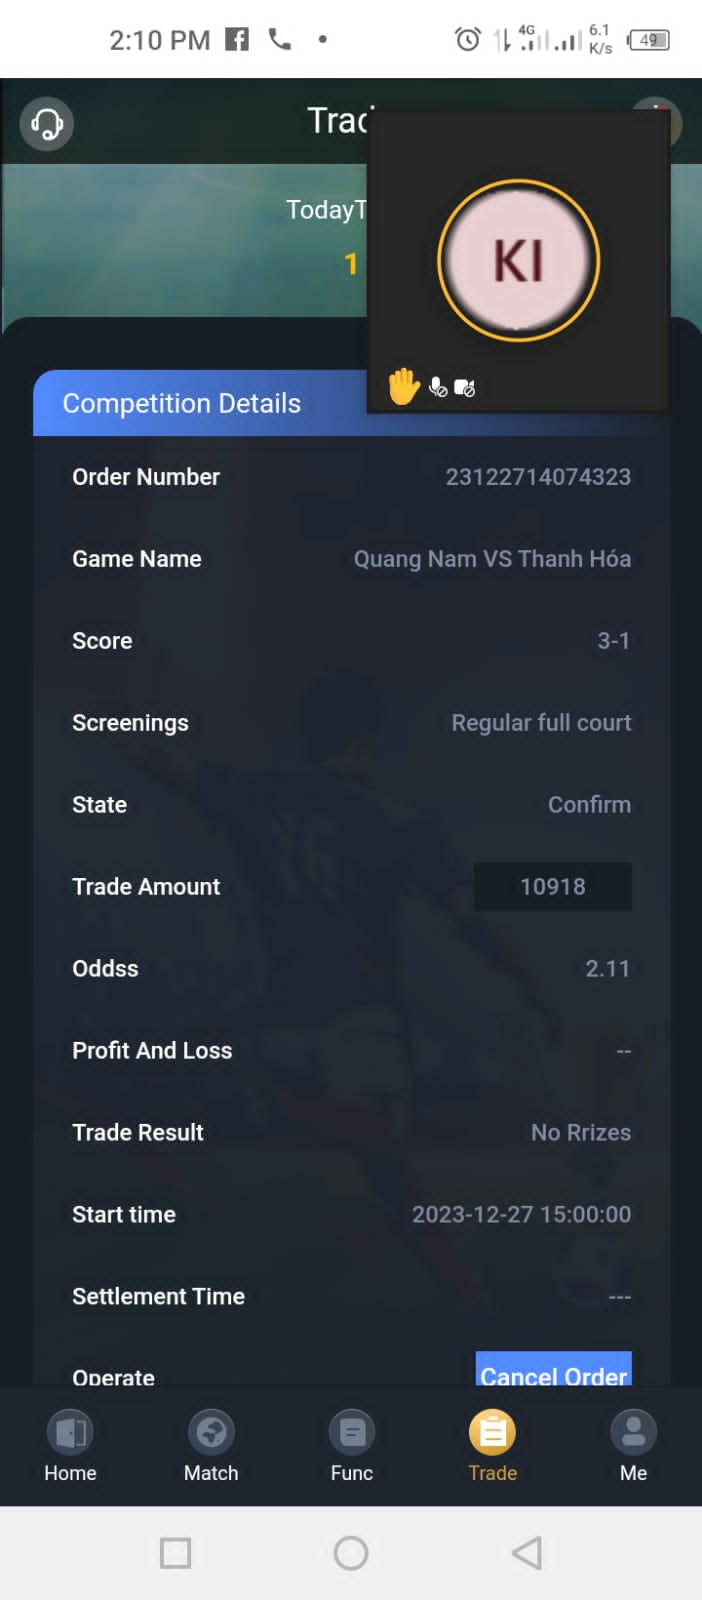 2:10 PM
4G
6.1
K/s
49
Trad
TodayT
1
KI
Competition Details
Order Number 23122714074323
Game Name Quang Nam VS Thanh Hóa
Score 3-1
Screenings Regular full court
State Confirm
Trade Amount 10918
Oddss 2.11
Profit And Loss --
Trade Result No Rrizes
Start time 2023-12-27 15:00:00
Settlement Time ---
Operate Cancel Order
Home Match Func Trade Me